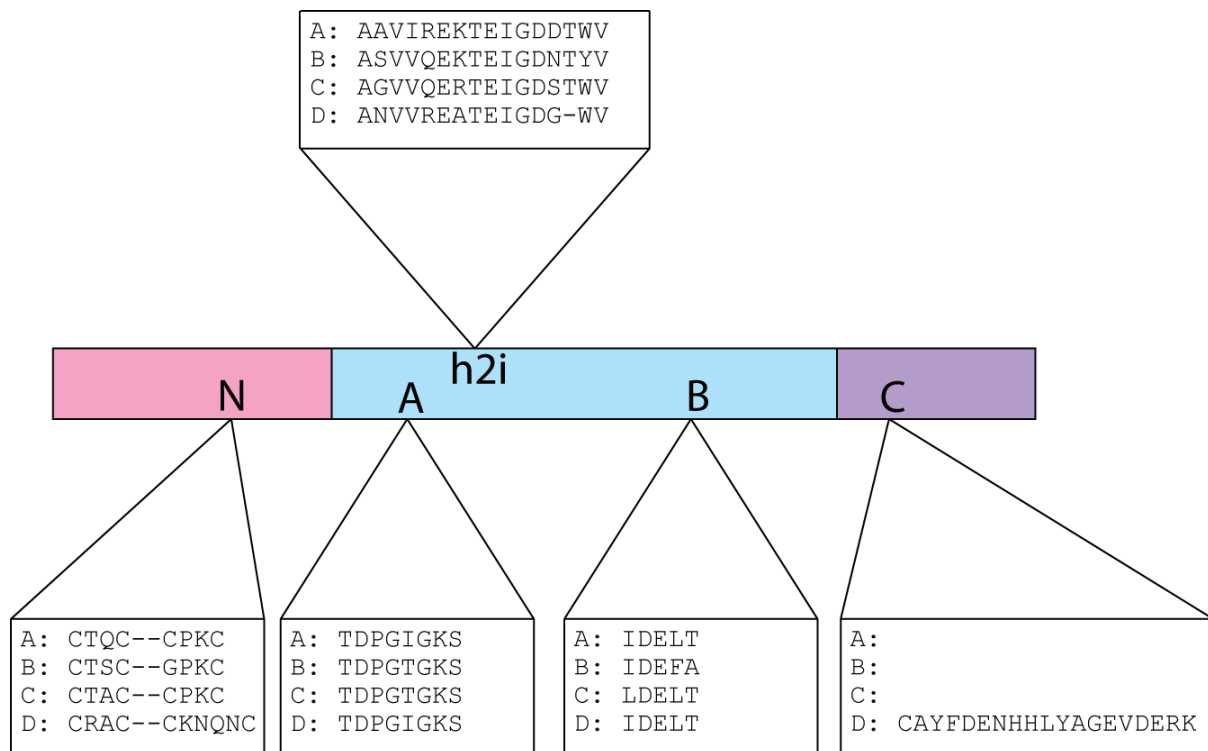 A: AAVIREKTEIGDDTWV
B: ASVVQEKTEIGDNTYV
C: AGVVQERTEIGDSTWV
D: ANVVREATEIGDG-WV
h2i
N
A
B
C
A: CTQC--CPKC
B: CTSC--GPKC
C: CTAC--CPKC
D: CRAC--CKNQNC
A: TDPGIGKS
B: TDPGTGKS
C: TDPGTGKS
D: TDPGIGKS
A: IDELT
B: IDEFA
C: LDELT
D: IDELT
A:
B:
C:
D: CAYFDENHHLYAGEVDERK